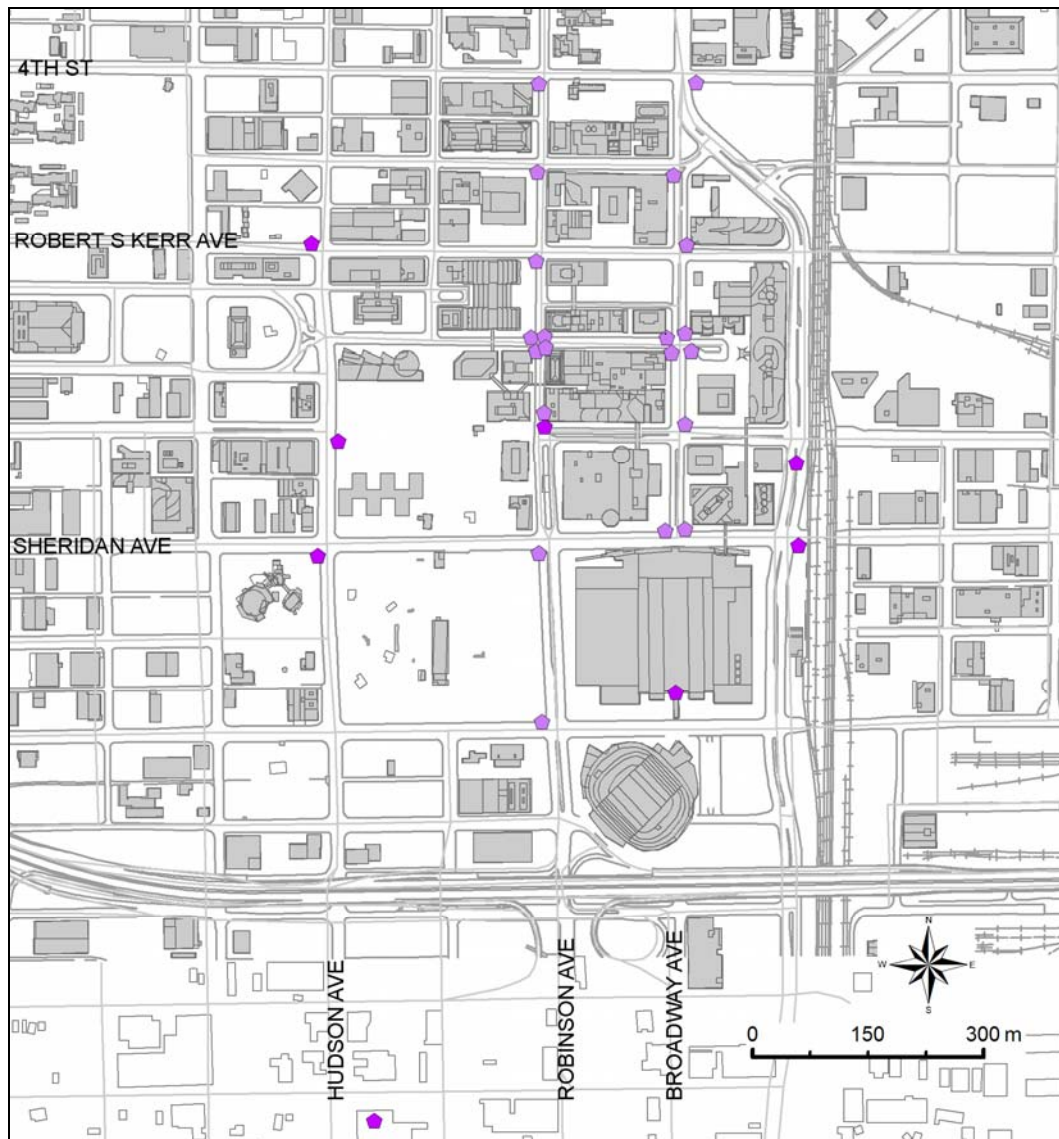 4TH ST
ROBERT S KERR AVE
SHERIDAN AVE
HUDSON AVE
ROBINSON AVE
BROADWAY AVE
N
W E
S
0 150 300 m